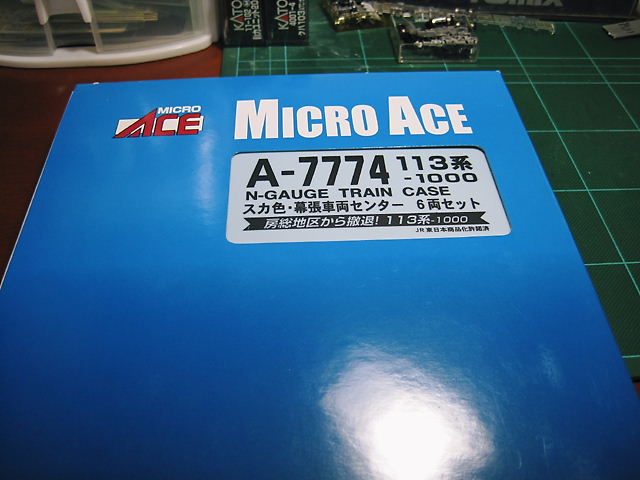 MICRO
ACE
MICRO ACE
A-7774 113系
-1000
N-GAUGE TRAIN CASE
スカ色・幕張車両センター 6両セット
房総地区から撤退! 113系-1000
JR東日本商品化許諾済
KATO
KATO